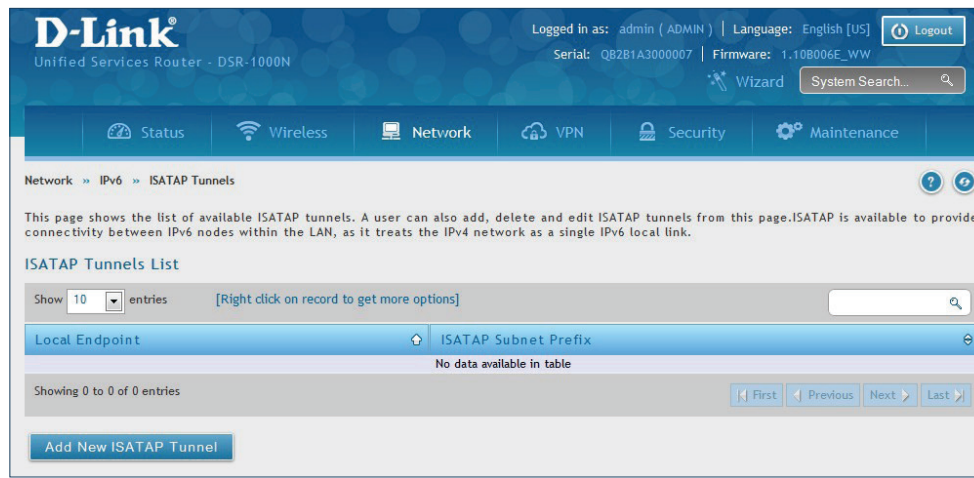 D-Link®
Unified Services Router - DSR-1000N
Logged in as: admin ( ADMIN ) | Language: English [US]
Logout
Serial: QB2B1A3000007 | Firmware: 1.10B006E_WW
Wizard
System Search...
Status
Wireless
Network
VPN
Security
Maintenance
Network » IPv6 » ISATAP Tunnels
This page shows the list of available ISATAP tunnels. A user can also add, delete and edit ISATAP tunnels from this page.ISATAP is available to provide
connectivity between IPv6 nodes within the LAN, as it treats the IPv4 network as a single IPv6 local link.
ISATAP Tunnels List
Show 10 entries
[Right click on record to get more options]
Local Endpoint
ISATAP Subnet Prefix
No data available in table
Showing 0 to 0 of 0 entries
First
Previous
Next
Last
Add New ISATAP Tunnel